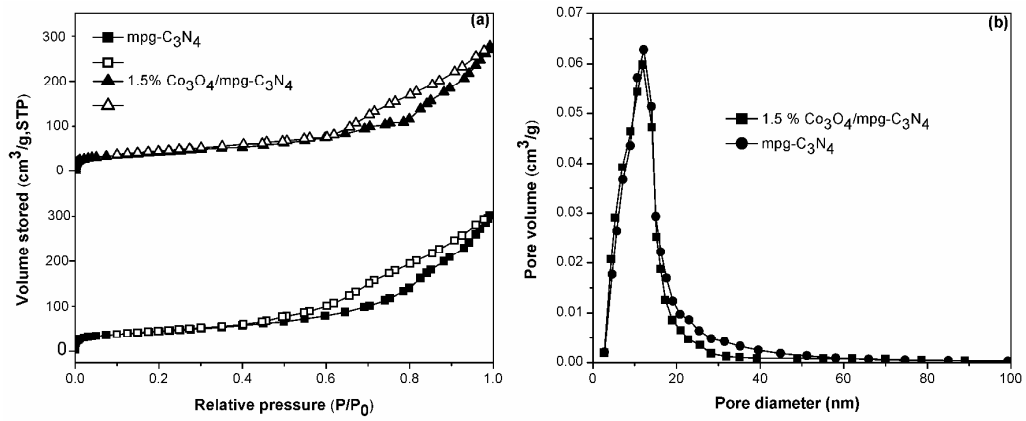 (a)
mpg-C3N4
1.5% Co3O4/mpg-C3N4
300
200
100
0
300
200
100
0
Volume stored (cm3/g,STP)
0.0 0.2 0.4 0.6 0.8 1.0
Relative pressure (P/P0)
(b)
0.07
0.06
0.05
0.04
0.03
0.02
0.01
0.00
Pore volume (cm3/g)
1.5 % Co3O4/mpg-C3N4
mpg-C3N4
0 20 40 60 80 100
Pore diameter (nm)